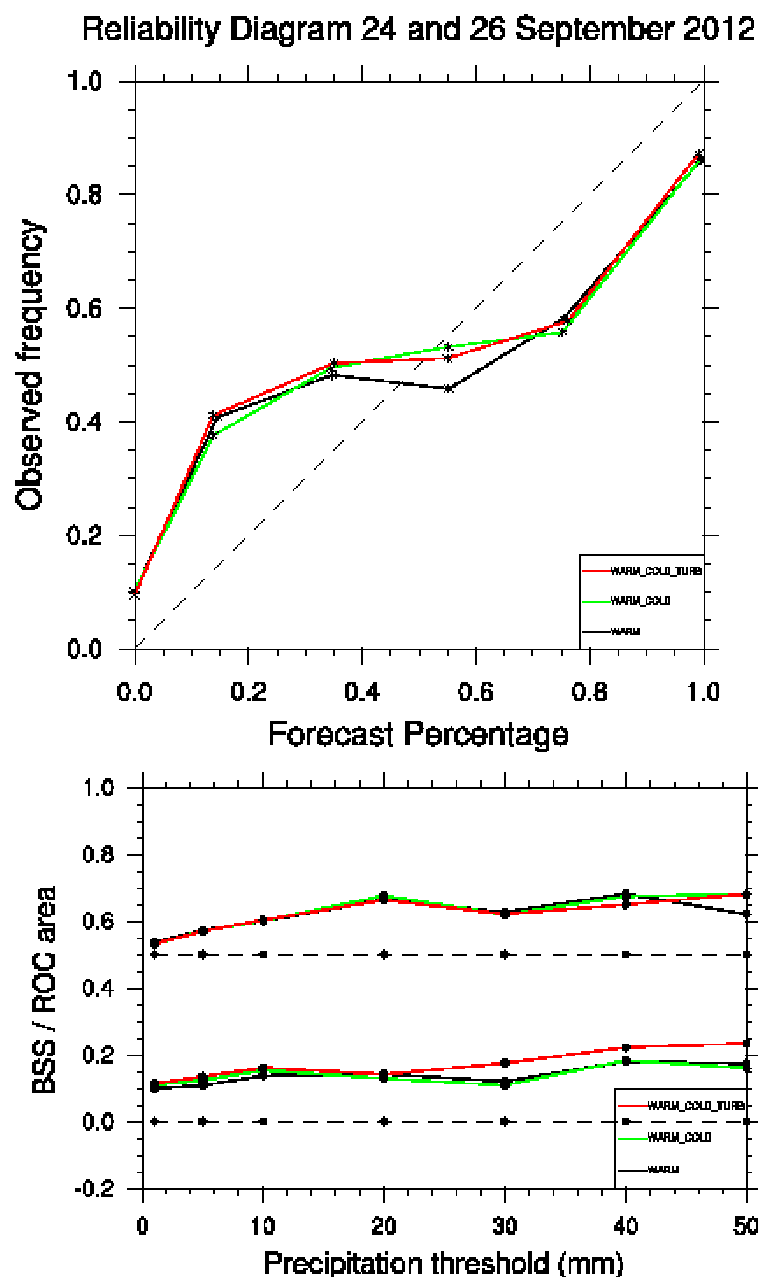 Reliability Diagram 24 and 26 September 2012
1.0
0.8
0.6
0.4
0.2
0.0
Observed frequency
WARM_COLD_TURB
WARM_COLD
WARM
0.0 0.2 0.4 0.6 0.8 1.0
Forecast Percentage
1.0
0.8
0.6
0.4
0.2
0.0
-0.2
BSS / ROC area
WARM_COLD_TURB
WARM_COLD
WARM
0 10 20 30 40 50
Precipitation threshold (mm)